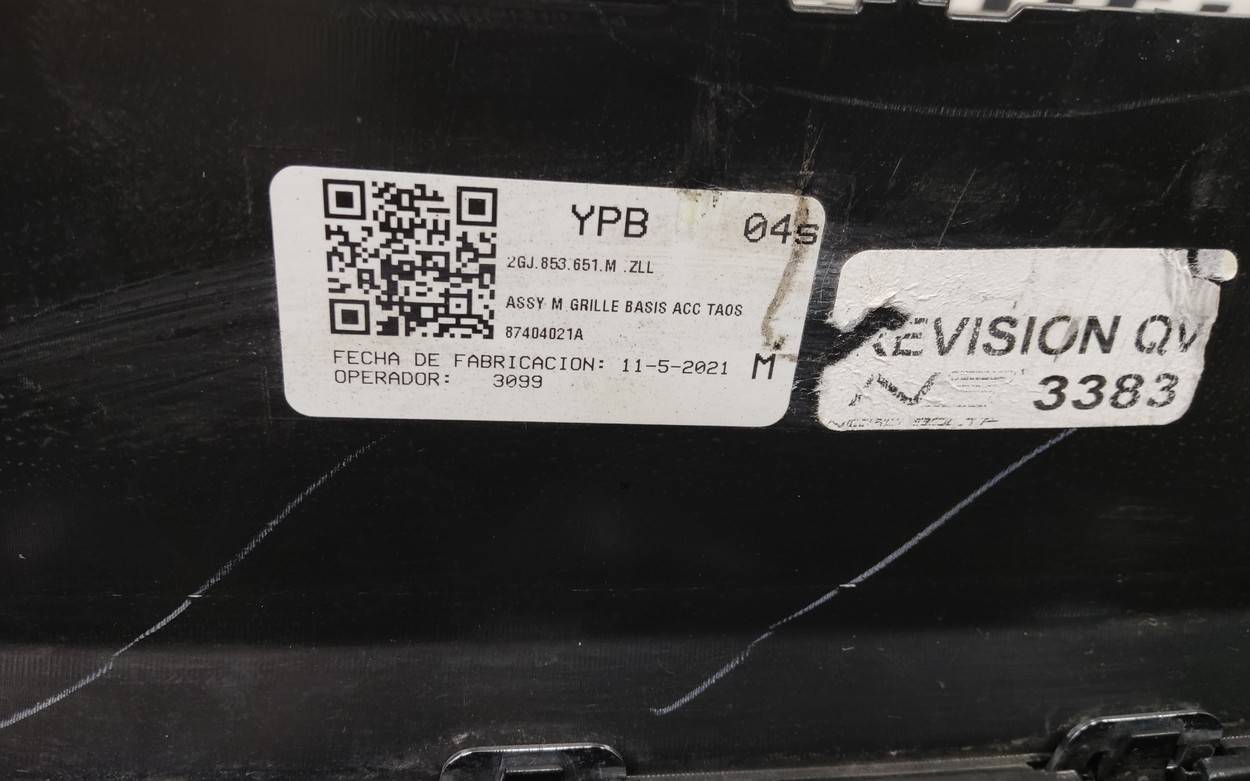 YPB 04s
2GJ.853.651.M .ZLL
ASSY M GRILLE BASIS ACC TAOS
87404021A
FECHA DE FABRICACION: 11-5-2021 M
OPERADOR: 3099
REVISION QV
3383